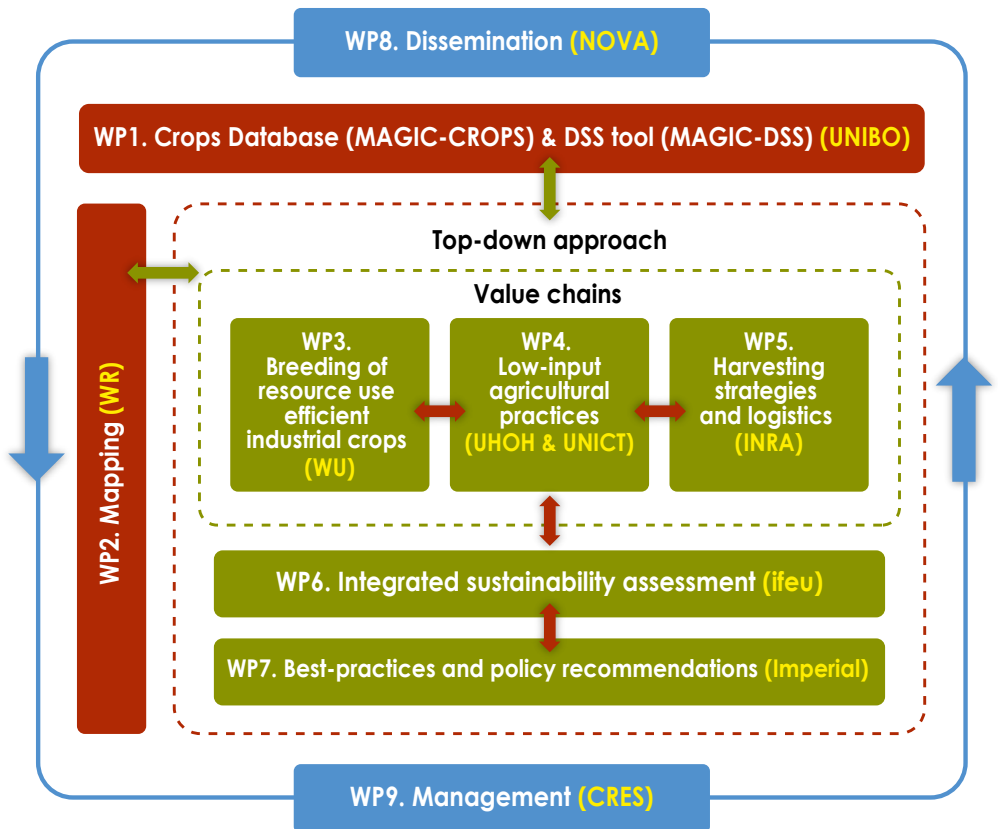 WP8. Dissemination (NOVA)
WP1. Crops Database (MAGIC-CROPS) & DSS tool (MAGIC-DSS) (UNIBO)
WP2. Mapping (WR)
Top-down approach
Value chains
WP3.
Breeding of
resource use
efficient
industrial crops
(WU)
WP4.
Low-input
agricultural
practices
(UHOH & UNICT)
WP5.
Harvesting
strategies
and logistics
(INRA)
WP6. Integrated sustainability assessment (ifeu)
WP7. Best-practices and policy recommendations (Imperial)
WP9. Management (CRES)